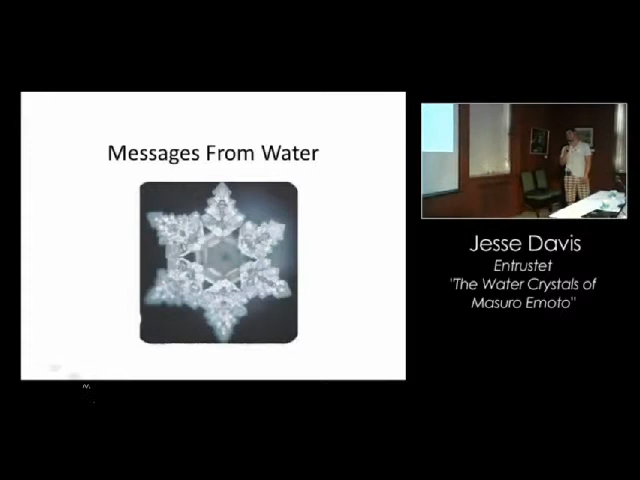 Messages From Water
Jesse Davis
Entrustet
"The Water Crystals of
Masuro Emoto"